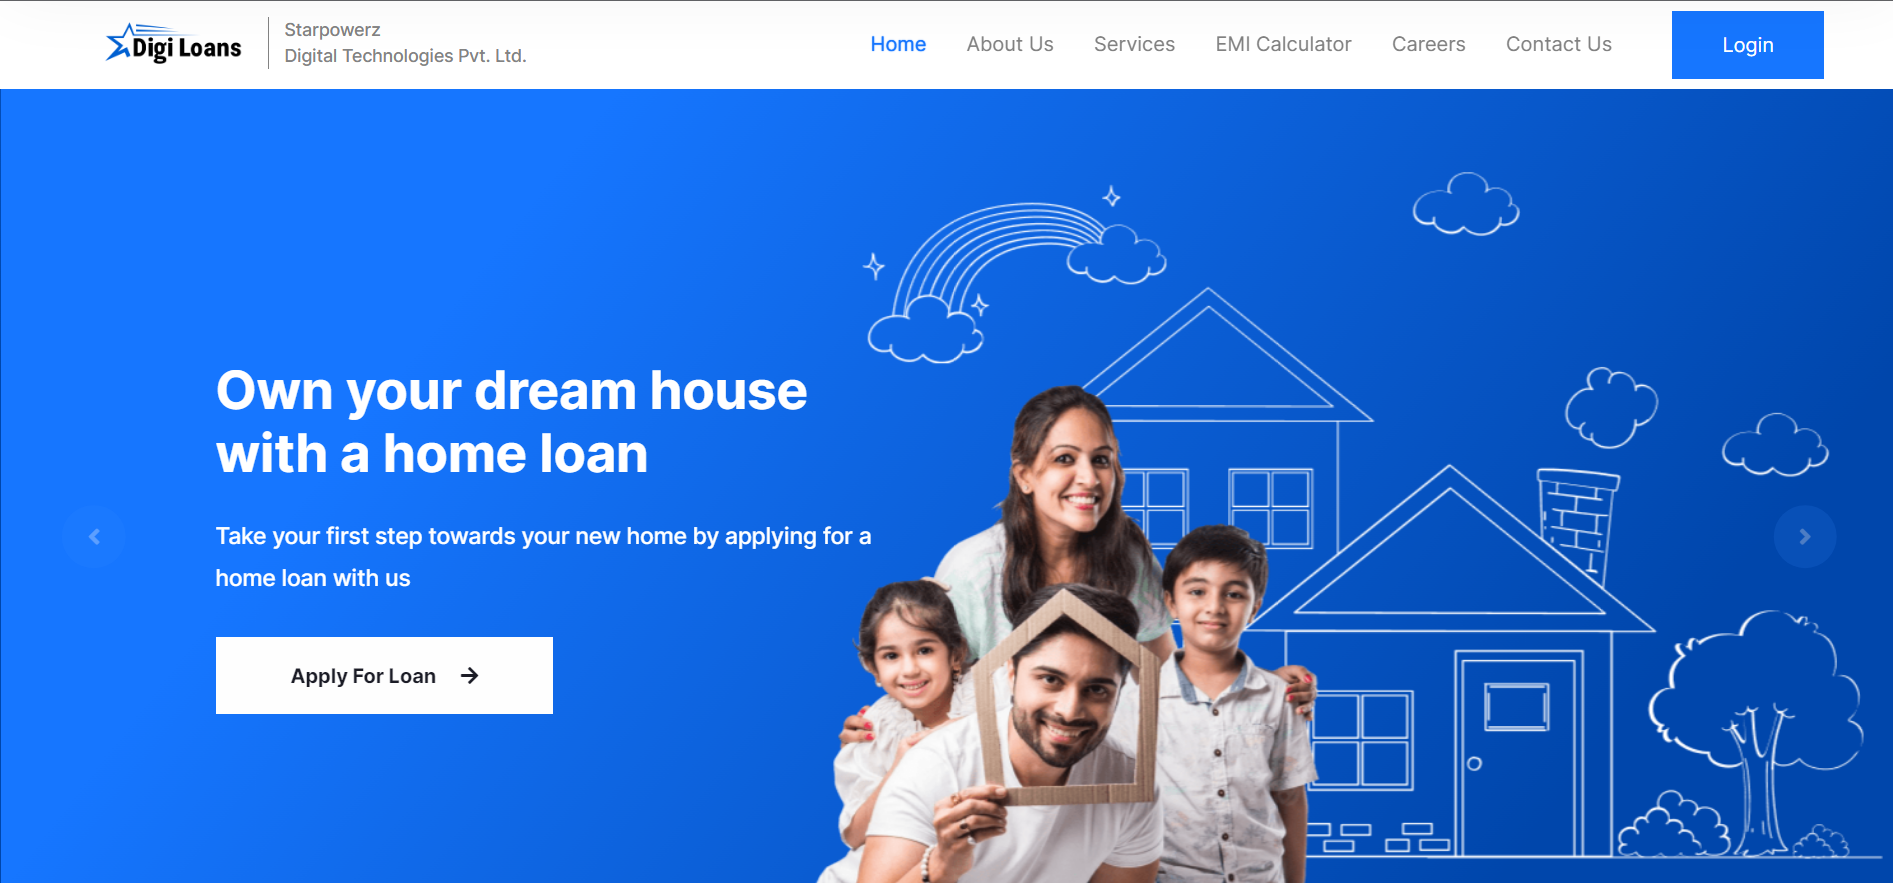 Digi Loans
Starpowerz
Digital Technologies Pvt. Ltd.
Home About Us Services EMI Calculator Careers Contact Us Login
Own your dream house
with a home loan
Take your first step towards your new home by applying for a
home loan with us
Apply For Loan